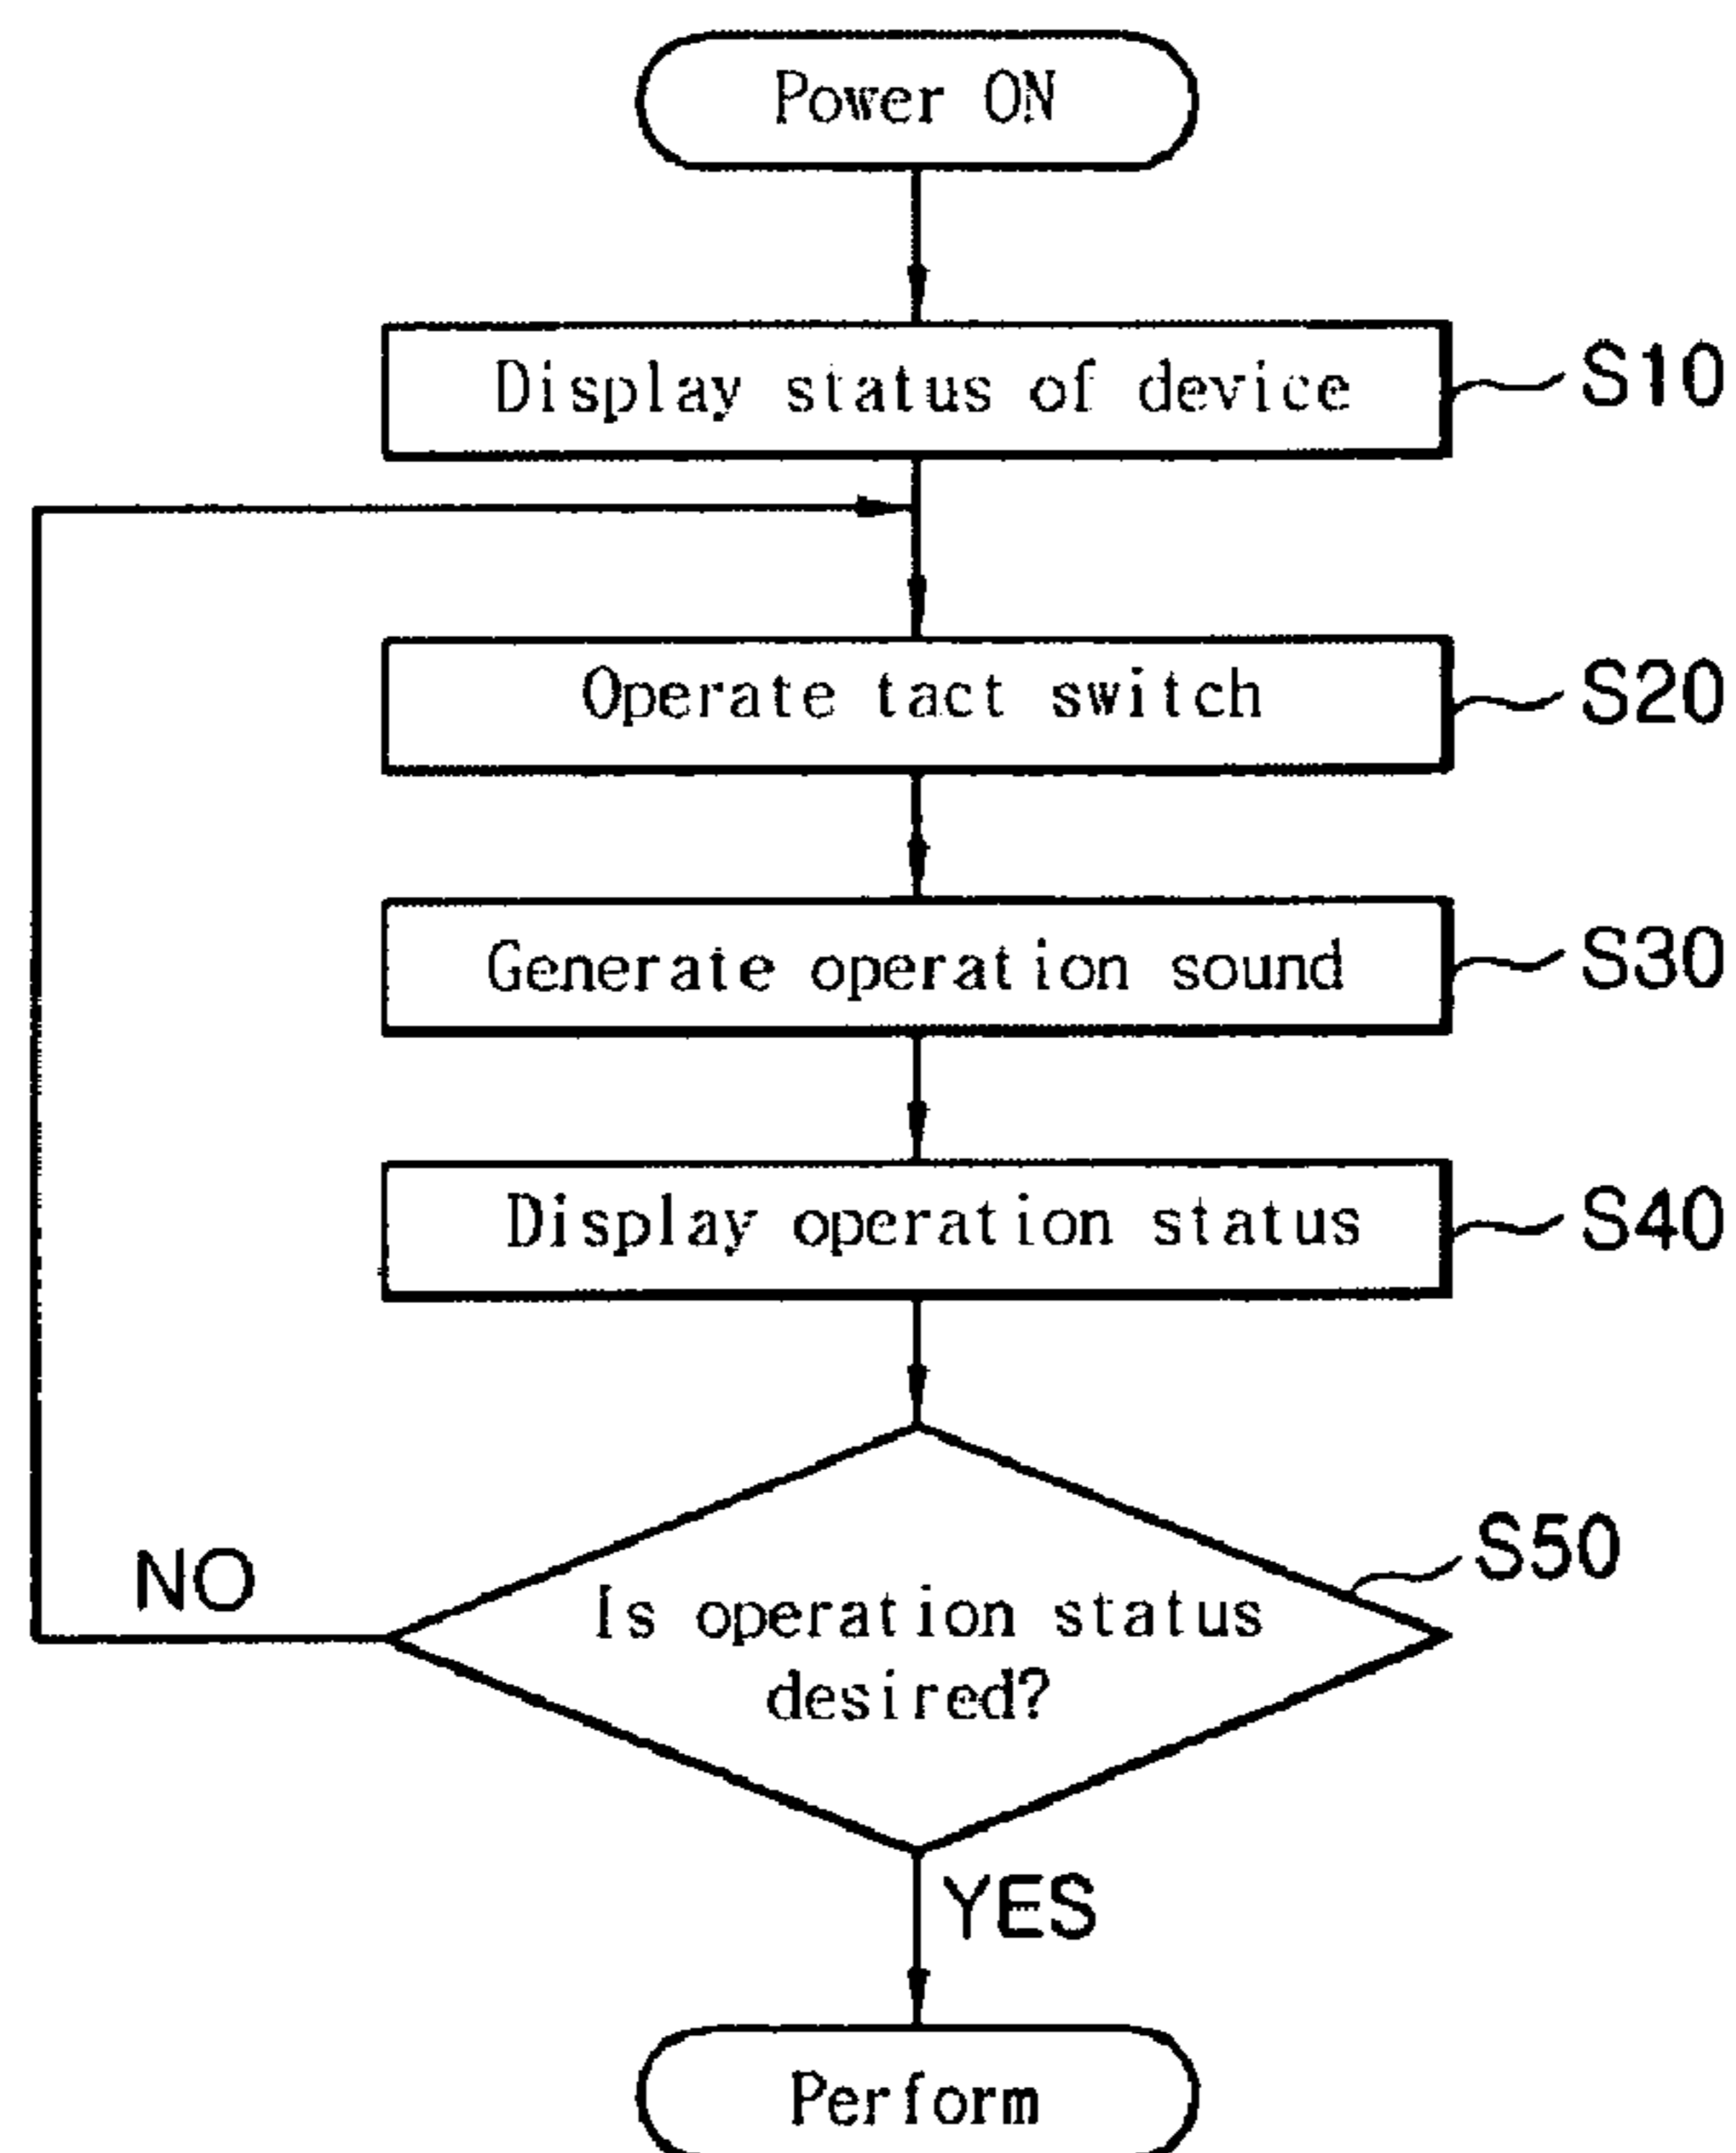 Power ON
Display status of device
S10
Operate tact switch
S20
Generate operation sound
S30
Display operation status
S40
S50
Is operation status
desired?
NO
YES
Perform